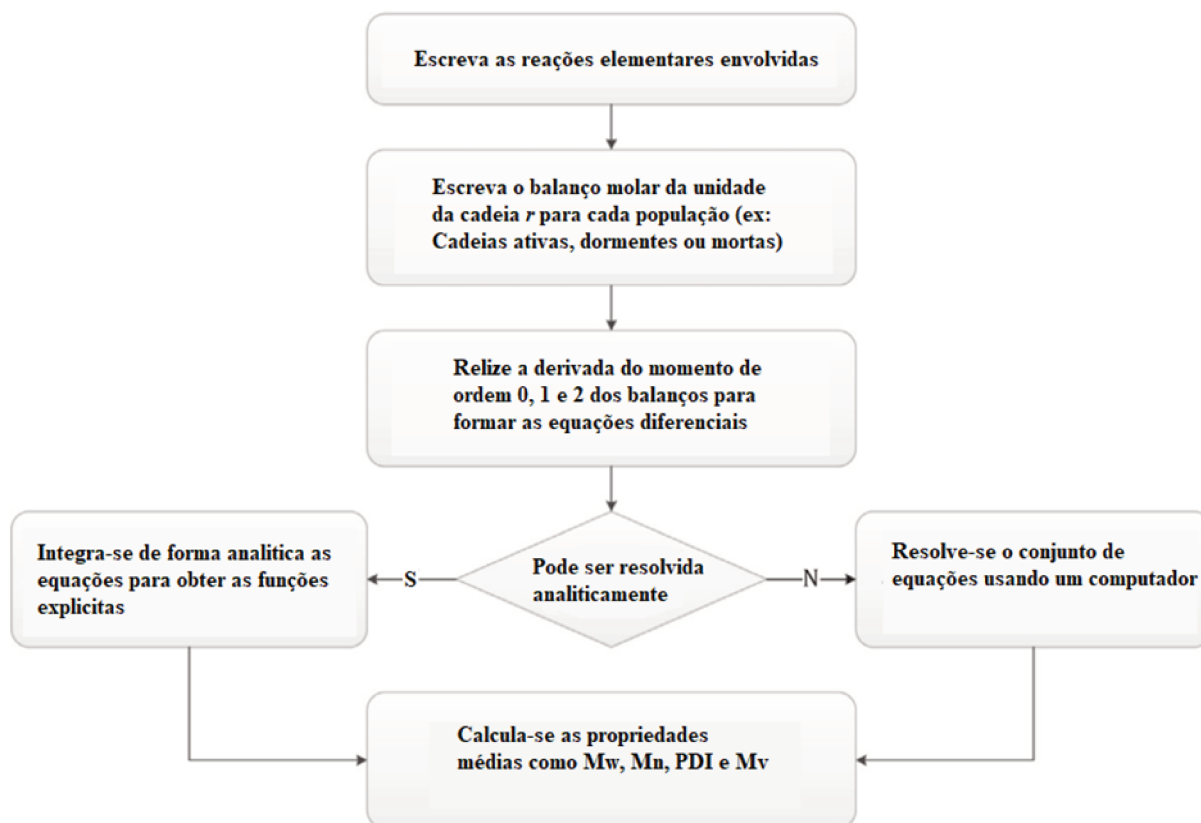 Escreva as reações elementares envolvidas
Escreva o balanço molar da unidade
da cadeia r para cada população (ex:
Cadeias ativas, dormentes ou mortas)
Relize a derivada do momento de
ordem 0, 1 e 2 dos balanços para
formar as equações diferenciais
Integra-se de forma analitica as
equações para obter as funções
explicitas
S
Pode ser resolvida
analiticamente
N
Resolve-se o conjunto de
equações usando um computador
Calcula-se as propriedades
médias como Mw, Mn, PDI e Mv